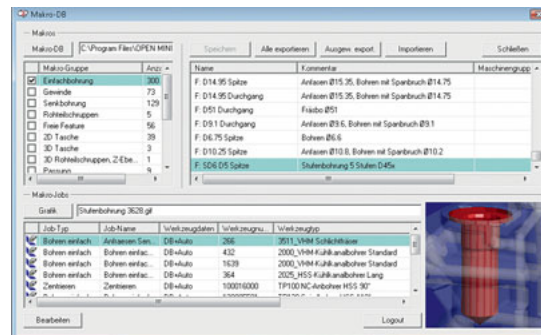 Makro-DB
Makros
Makro-DB C:\Program Files\OPEN MINI Speichern Alle exportieren Ausgew. export. Importieren Schließen
Makro-Gruppe Anz
Einfachbohrung 300
Gewinde 73
Senkbohrung 129
Rohteilschruppen 5
Freie Feature 56
2D Tasche 39
3D Tasche 3
3D Rohteilschruppen, Z-Ebe... 1
Passung 9
Name Kommentar Maschinengrupp
F: D14.95 Spitze Anfasen Ø15.35, Bohren mit Spanbruch Ø14.75
F: D14.95 Durchgang Anfasen Ø15.35, Bohren mit Spanbruch Ø14.75
F: D51 Durchgang Fräsbo Ø51
F: D9.1 Durchgang Anfasen Ø9.6, Bohren mit Spanbruch Ø9.1
F: D6.75 Spitze Bohren Ø6.6
F: D10.25 Spitze Anfasen Ø10.8, Bohren mit Spanbruch Ø10.2
F: SD6 D5 Spitze Stufenbohrung 5 Stufen D45x
Makro-Jobs
Grafik Stufenbohrung 3628.gif
Job-Typ Job-Name Werkzeugdaten Werkzeugnu... Werkzeugtyp
Bohren einfach Anfraesen Sen... DB+Auto 266 3511_VHM Schlichtfräser
Bohren einfach Bohren einfac... DB+Auto 432 2000_VHM Kühlkanalbohrer Standard
Bohren einfach Bohren einfac... DB+Auto 1639 2000_VHM Kühlkanalbohrer Standard
Bohren einfach Bohren einfac... DB+Auto 364 2025_HSS Kühlkanalbohrer Lang
Zentrieren Zentrieren DB+Auto 100016000 TP100 NC-Anbohrer HSS 90°
Bearbeiten Logout